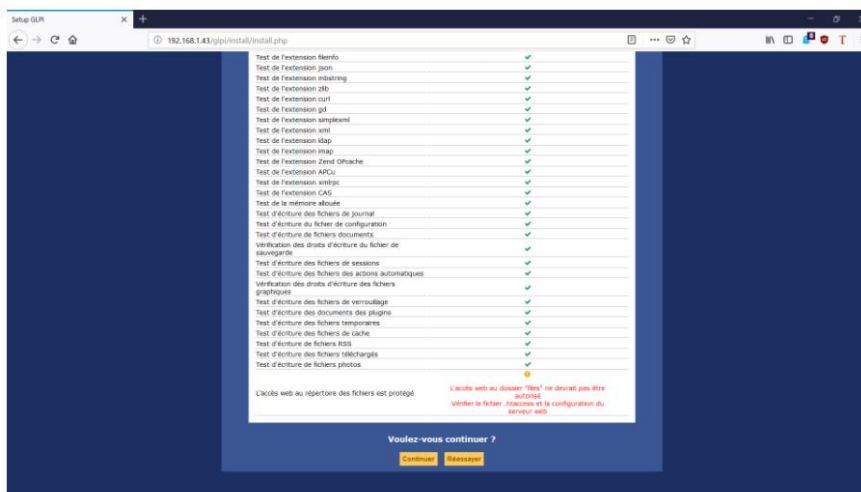 Setup GLPI
192.168.1.43/glpi/install/install.php
Test de l'extension fileinfo
Test de l'extension json
Test de l'extension mbstring
Test de l'extension zlib
Test de l'extension curl
Test de l'extension gd
Test de l'extension simplexml
Test de l'extension xml
Test de l'extension ldap
Test de l'extension imap
Test de l'extension Zend OPcache
Test de l'extension APCu
Test de l'extension xmlrpc
Test de l'extension CAS
Test de la mémoire allouée
Test d'écriture des fichiers de journal
Test d'écriture du fichier de configuration
Test d'écriture de fichiers documents
Vérification des droits d'écriture du fichier de
sauvegarde
Test d'écriture des fichiers de sessions
Test d'écriture des fichiers des actions automatiques
Vérification des droits d'écriture des fichiers
graphiques
Test d'écriture des fichiers de verrouillage
Test d'écriture des documents des plugins
Test d'écriture des fichiers temporaires
Test d'écriture des fichiers de cache
Test d'écriture de fichiers RSS
Test d'écriture des fichiers téléchargés
Test d'écriture de fichiers photos
L'accès web au répertoire des fichiers est protégé
L'accès web au dossier "files" ne devrait pas être
autorisé
Vérifier le fichier .htaccess et la configuration du
serveur web
Voulez-vous continuer ?
Continuer
Réessayer